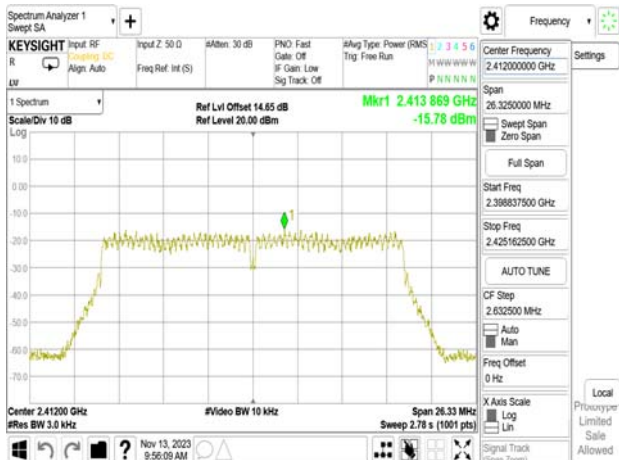 Spectrum Analyzer 1
Swept SA
+
Frequency
KEYSIGHT
R
Input: RF
Coupling: DC
Align: Auto
Input Z: 50 Ω
Freq Ref: Int (S)
#Atten: 30 dB
PNO: Fast
Gate: Off
IF Gain: Low
Sig Track: Off
#Avg Type: Power (RMS
Trig: Free Run
1 2 3 4 5 6
M W W W W W
P N N N N N
1 Spectrum
Scale/Div 10 dB
Log
Ref Lvl Offset 14.65 dB
Ref Level 20.00 dBm
Mkr1 2.413 869 GHz
-15.78 dBm
10.0
0.00
-10.0
1
-20.0
-30.0
-40.0
-50.0
-60.0
-70.0
Center 2.41200 GHz
#Res BW 3.0 kHz
#Video BW 10 kHz
Span 26.33 MHz
Sweep 2.78 s (1001 pts)
Nov 13, 2023
9:56:09 AM
?
Center Frequency
2.412000000 GHz
Settings
Span
26.3250000 MHz
Swept Span
Zero Span
Full Span
Start Freq
2.398837500 GHz
Stop Freq
2.425162500 GHz
AUTO TUNE
CF Step
2.632500 MHz
Auto
Man
Freq Offset
0 Hz
X Axis Scale
Log
Lin
Signal Track
Local
Prototype
Limited
Sale
Allowed